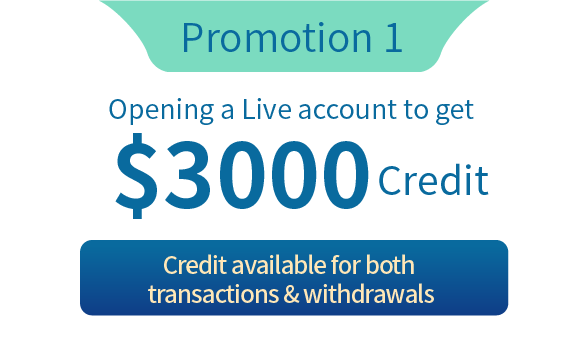 Promotion 1
Opening a Live account to get
$3000 Credit
Credit available for both
transactions & withdrawals